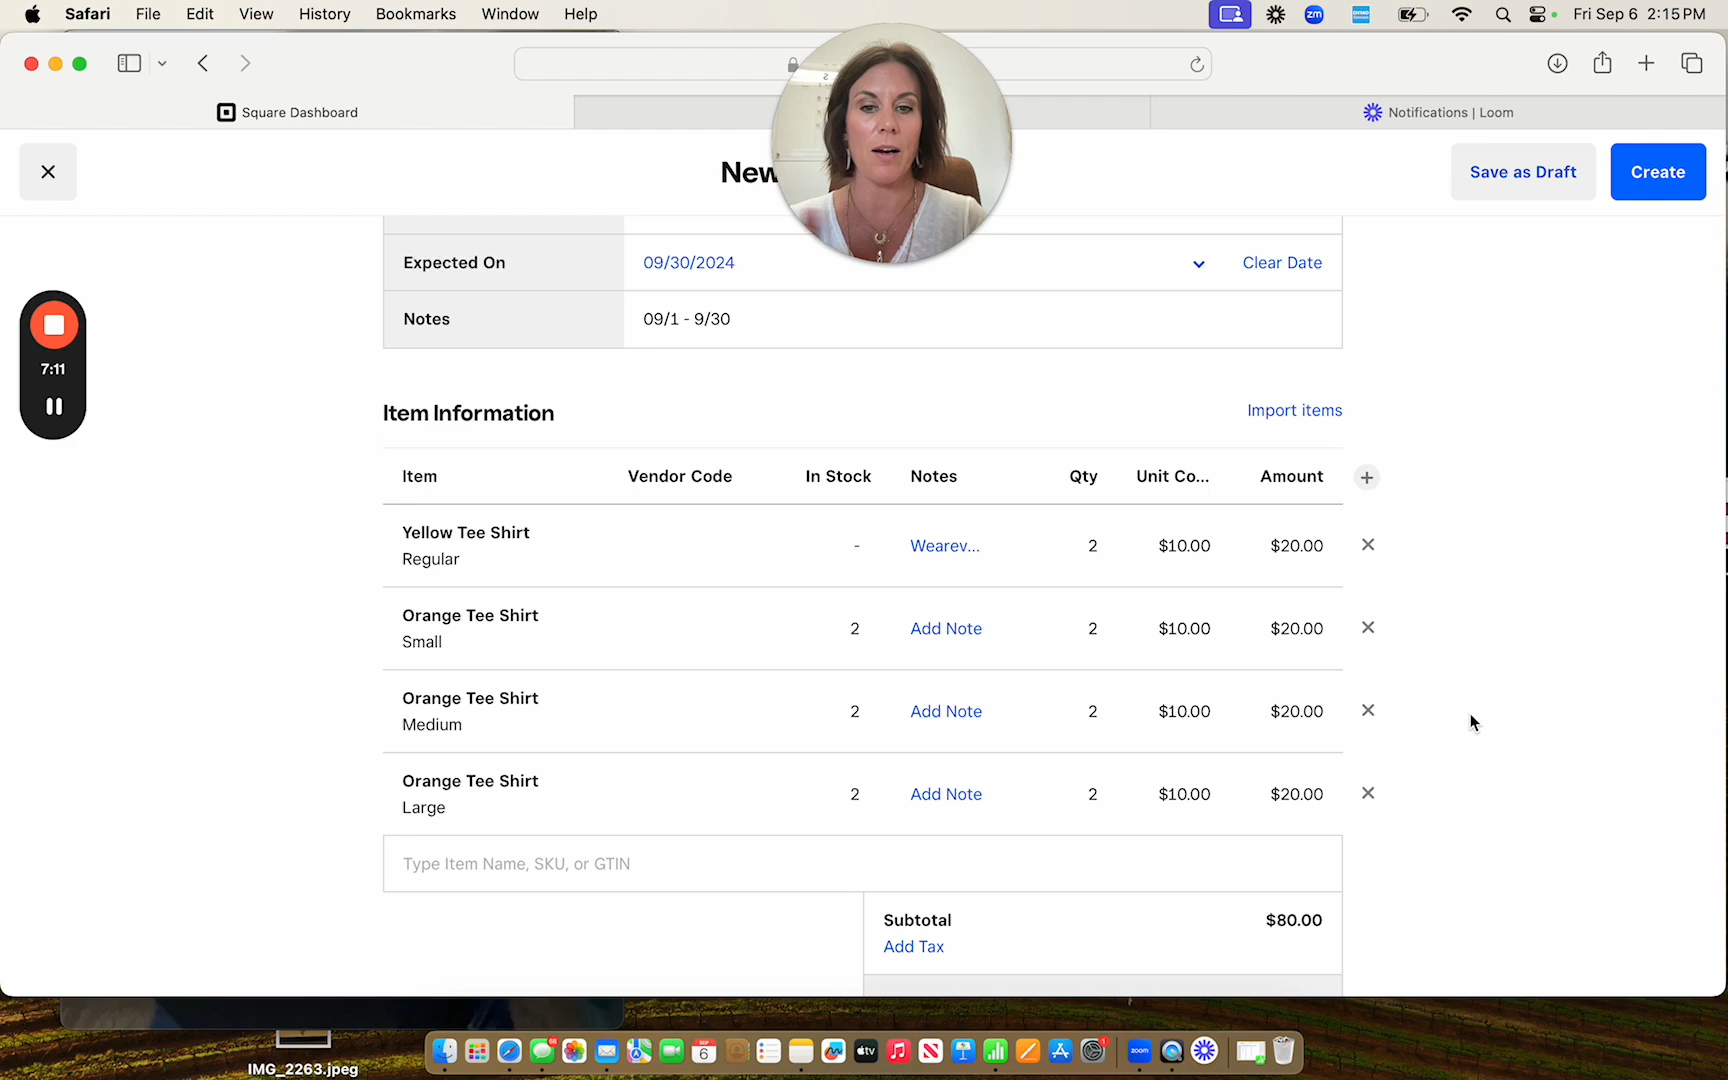 Safari File Edit View History Bookmarks Window Help
zm
Fri Sep 6 2:15 PM
Square Dashboard
Notifications | Loom
New
Save as Draft
Create
Expected On
09/30/2024
Clear Date
Notes
09/1 - 9/30
7:11
Item Information
Import items
Item Vendor Code In Stock Notes Qty Unit Co... Amount
Yellow Tee Shirt
Regular
- Wearev... 2 $10.00 $20.00
Orange Tee Shirt
Small
2 Add Note 2 $10.00 $20.00
Orange Tee Shirt
Medium
2 Add Note 2 $10.00 $20.00
Orange Tee Shirt
Large
2 Add Note 2 $10.00 $20.00
Type Item Name, SKU, or GTIN
Subtotal $80.00
Add Tax
SEP
6
tv
zoom
IMG_2263.jpeg